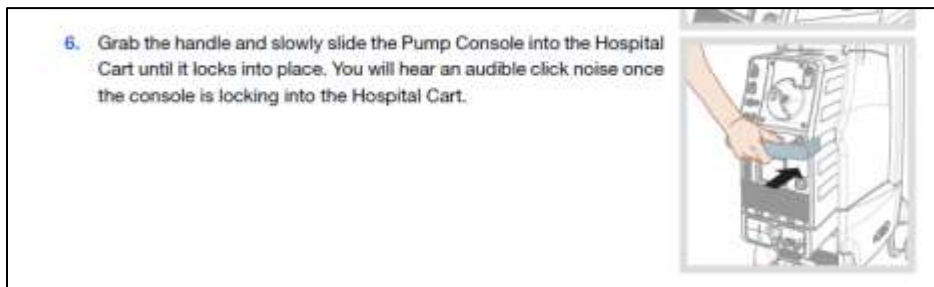 6. Grab the handle and slowly slide the Pump Console into the Hospital
Cart until it locks into place. You will hear an audible click noise once
the console is locking into the Hospital Cart.